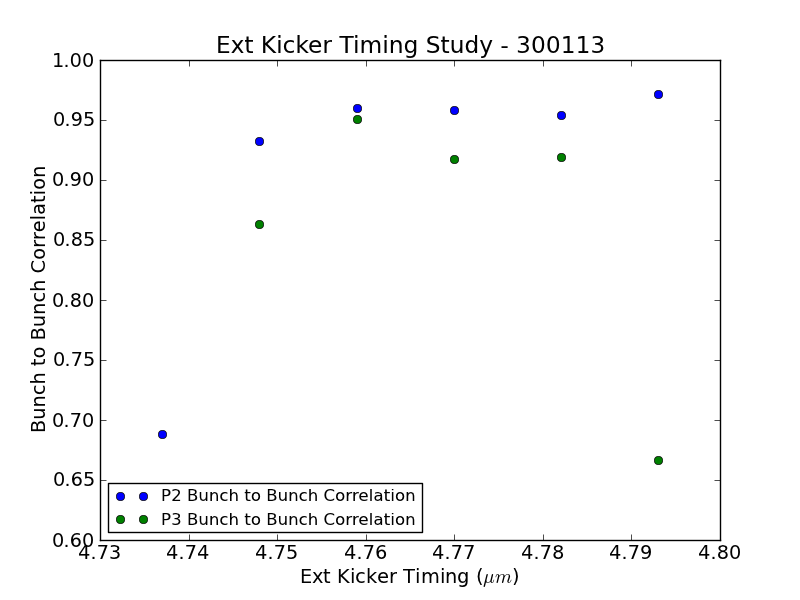 Ext Kicker Timing Study - 300113
1.00
0.95
0.90
0.85
0.80
0.75
0.70
0.65
0.60
Bunch to Bunch Correlation
P2 Bunch to Bunch Correlation
P3 Bunch to Bunch Correlation
4.73 4.74 4.75 4.76 4.77 4.78 4.79 4.80
Ext Kicker Timing (μm)